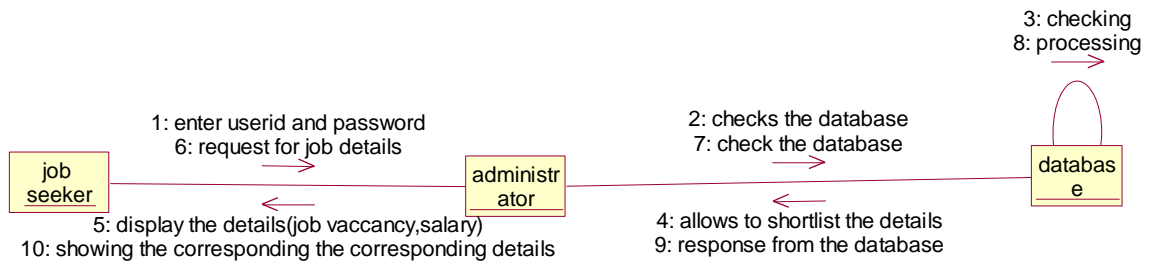 3: checking
8: processing
1: enter userid and password
6: request for job details
2: checks the database
7: check the database
job
seeker
administr
ator
databas
e
5: display the details(job vaccancy,salary)
10: showing the corresponding the corresponding details
4: allows to shortlist the details
9: response from the database